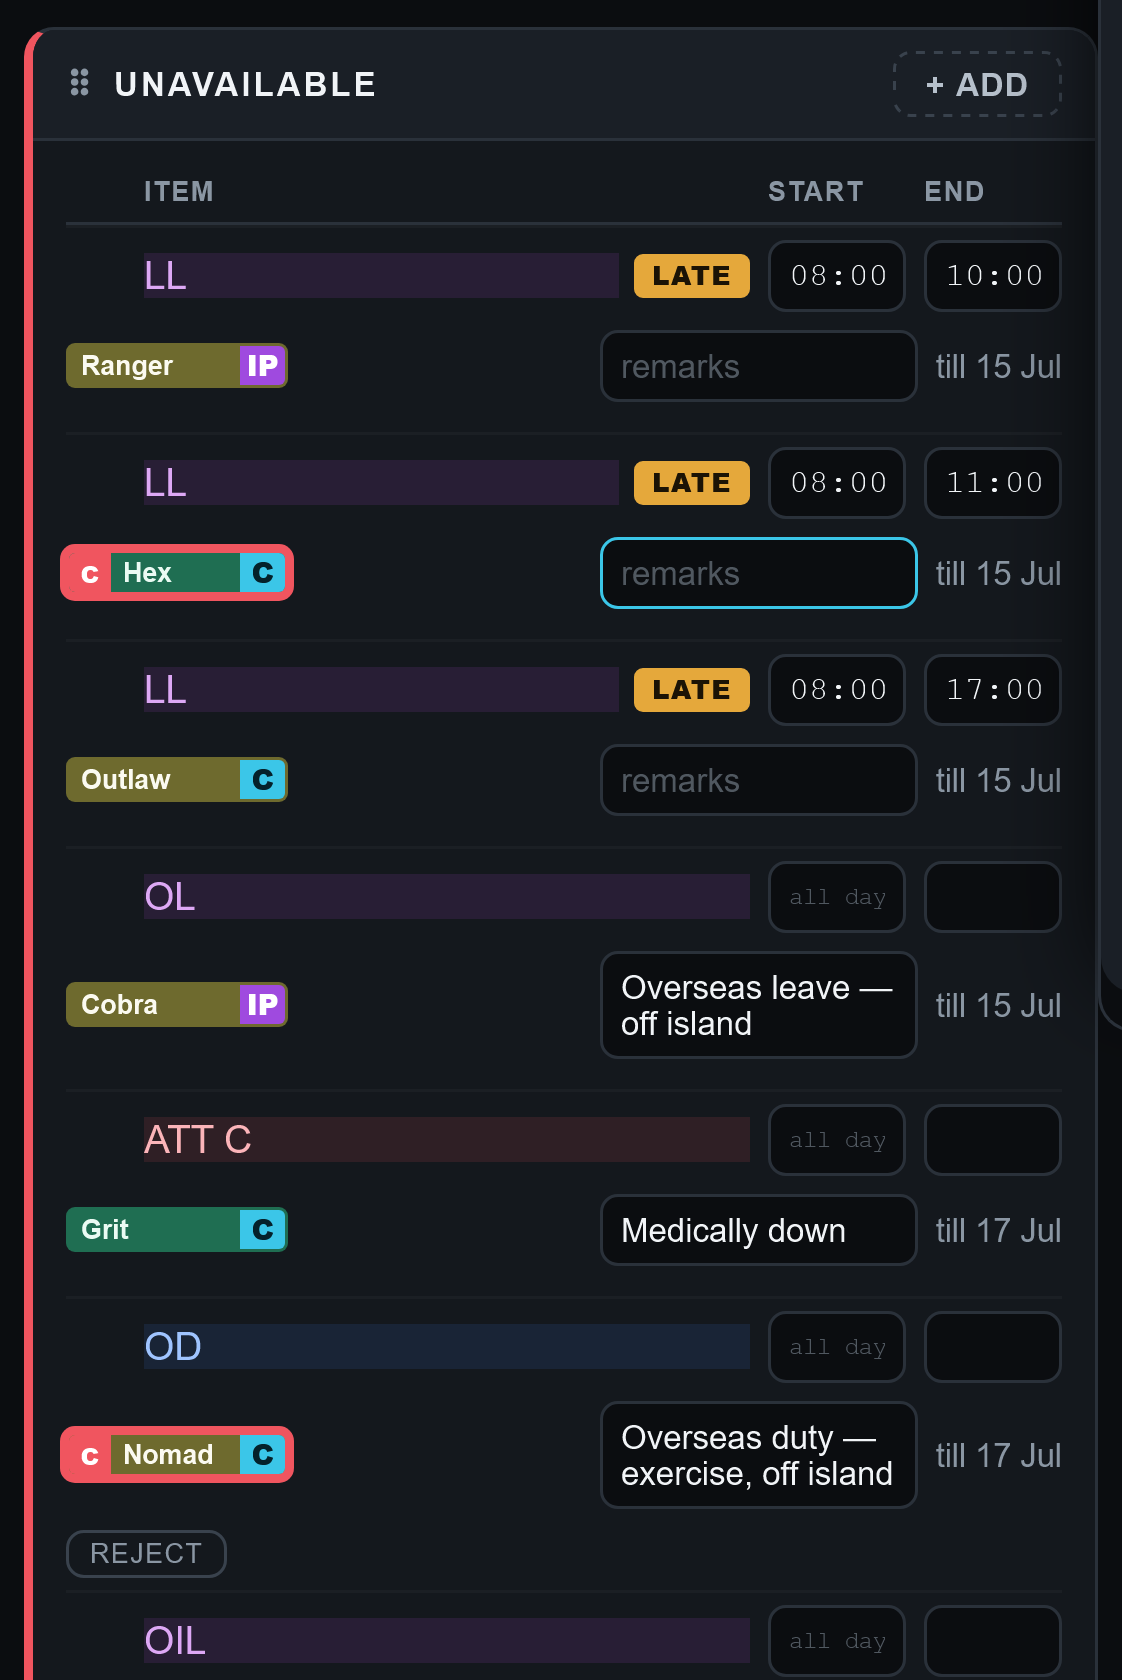 UNAVAILABLE
+ ADD
ITEM START END
LL LATE 08:00 10:00
Ranger IP remarks till 15 Jul
LL LATE 08:00 11:00
c Hex C remarks till 15 Jul
LL LATE 08:00 17:00
Outlaw C remarks till 15 Jul
OL all day
Cobra IP Overseas leave — till 15 Jul
off island
ATT C all day
Grit C Medically down till 17 Jul
OD all day
c Nomad C Overseas duty — till 17 Jul
exercise, off island
REJECT
OIL all day